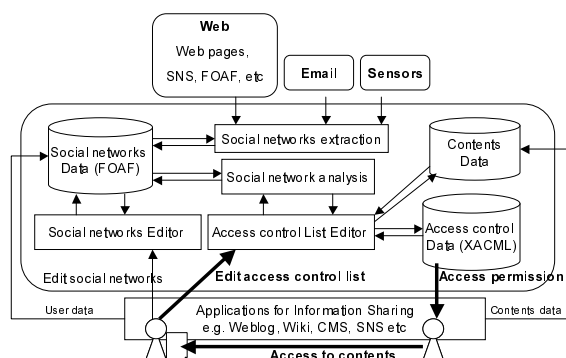 Web
Web pages,
SNS, FOAF, etc
Email
Sensors
Social networks extraction
Social networks
Data (FOAF)
Contents
Data
Social network analysis
Access control
Data (XACML)
Social networks Editor
Access control List Editor
Edit social networks
Edit access control list
Access permission
User data
Applications for Information Sharing
e.g. Weblog, Wiki, CMS, SNS etc
Contents data
Access to contents